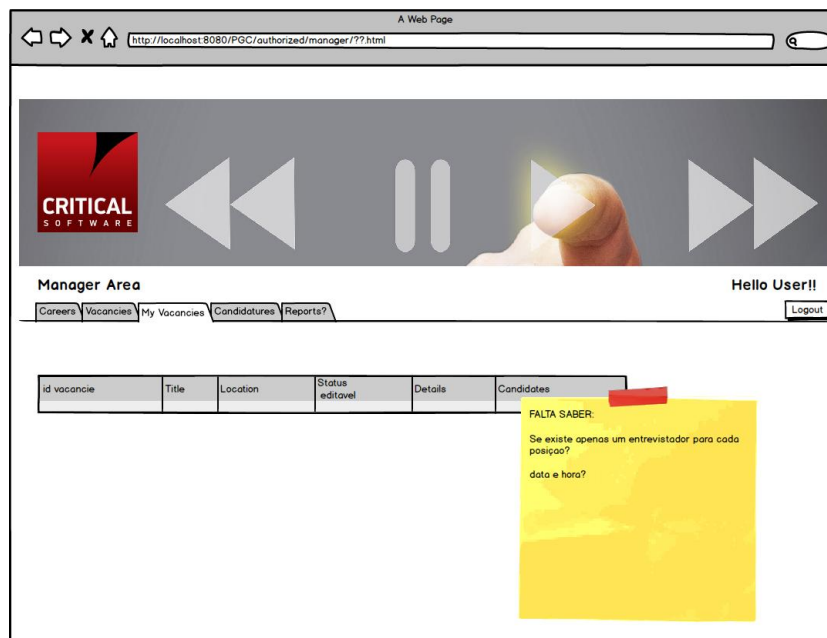 A Web Page
http://localhost:8080/PGC/authorized/manager/??.html
CRITICAL
SOFTWARE
Manager Area
Hello User!!
Careers Vacancies My Vacancies Candidatures Reports?
Logout
id vacancie Title Location Status editavel Details Candidates
FALTA SABER:
Se existe apenas um entrevistador para cada
posiçao?
data e hora?